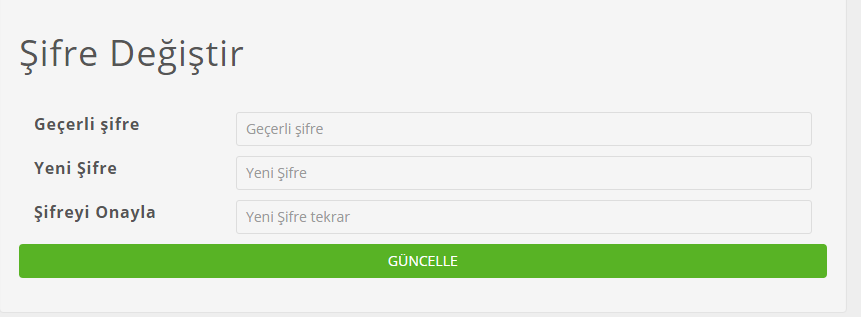 Şifre Değiştir
Geçerli şifre
Geçerli şifre
Yeni Şifre
Yeni Şifre
Şifreyi Onayla
Yeni Şifre tekrar
GÜNCELLE